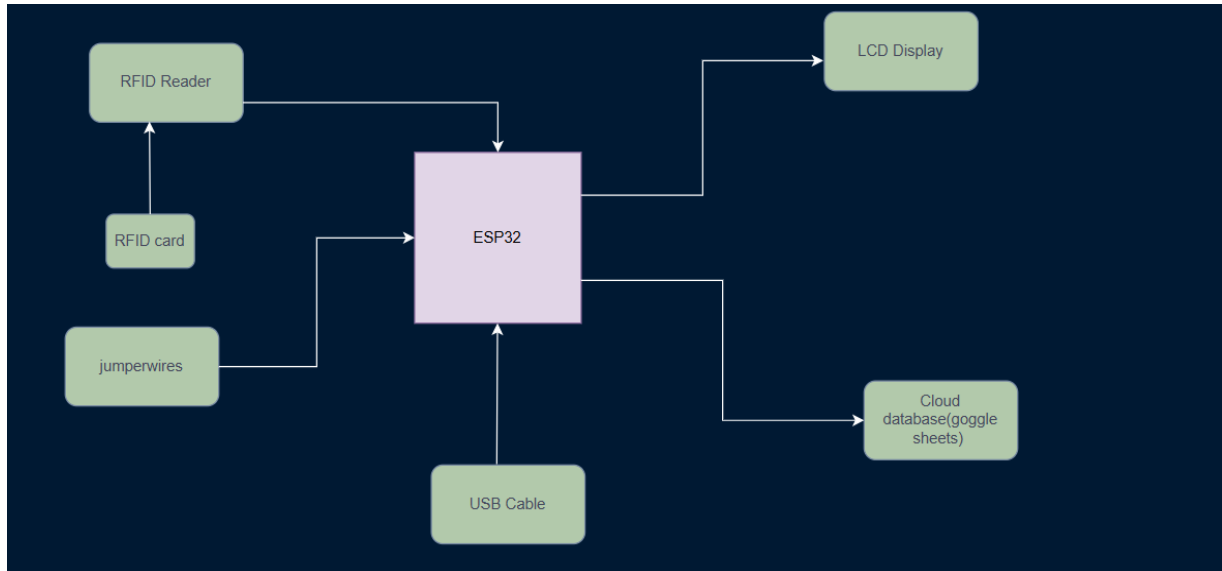 RFID Reader
LCD Display
RFID card
ESP32
jumperwires
USB Cable
Cloud
database(goggle
sheets)